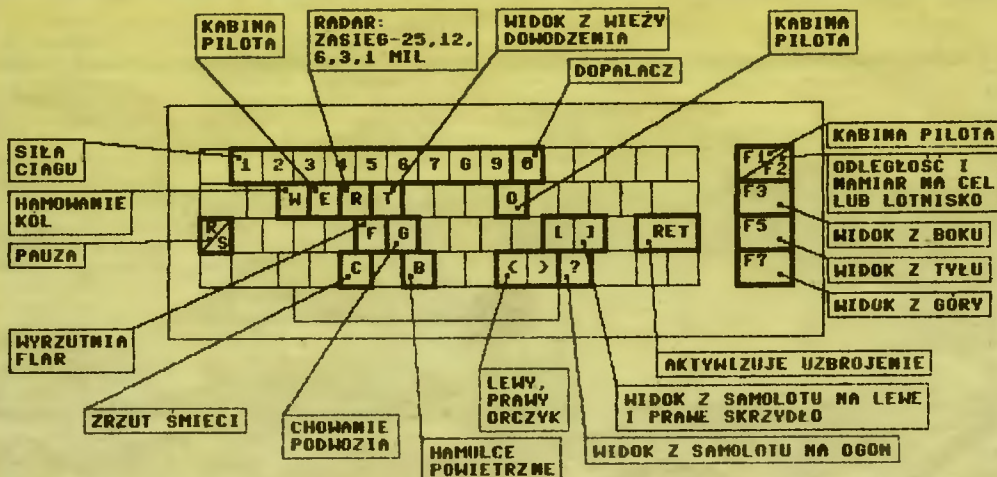 KABINA
PILOTA
RADAR:
ZASIEG-25,12,
6,3,1 MIL
WIDOK Z WIEŻY
DOWODZENIA
KABINA
PILOTA
DOPALACZ
SIŁA
CIAGU
1 2 3 4 5 6 7 G 9 0
F1 F2
KABINA PILOTA
ODLEGŁOŚĆ I
NAMIAR NA CEL
LUB LOTNISKO
HAMOWANIE
KOL
W E R T O
F3
PAUZA
R/S
F G [ ] RET
F5
WIDOK Z BOKU
C B ( ) ?
F7
WIDOK Z TYŁU
WIDOK Z GÓRY
WYRZUTNIA
FLAR
AKTYWIZUJE UZBROJENIE
ZRZUT ŚMIECI
CHOWANIE
PODWOZIA
HAMULCE
POWIETRZNE
LEWY,
PRAWY
ORCZYK
WIDOK Z SAMOLOTU NA LEWE
I PRAWE SKRZYDŁO
WIDOK Z SAMOLOTU NA OGON